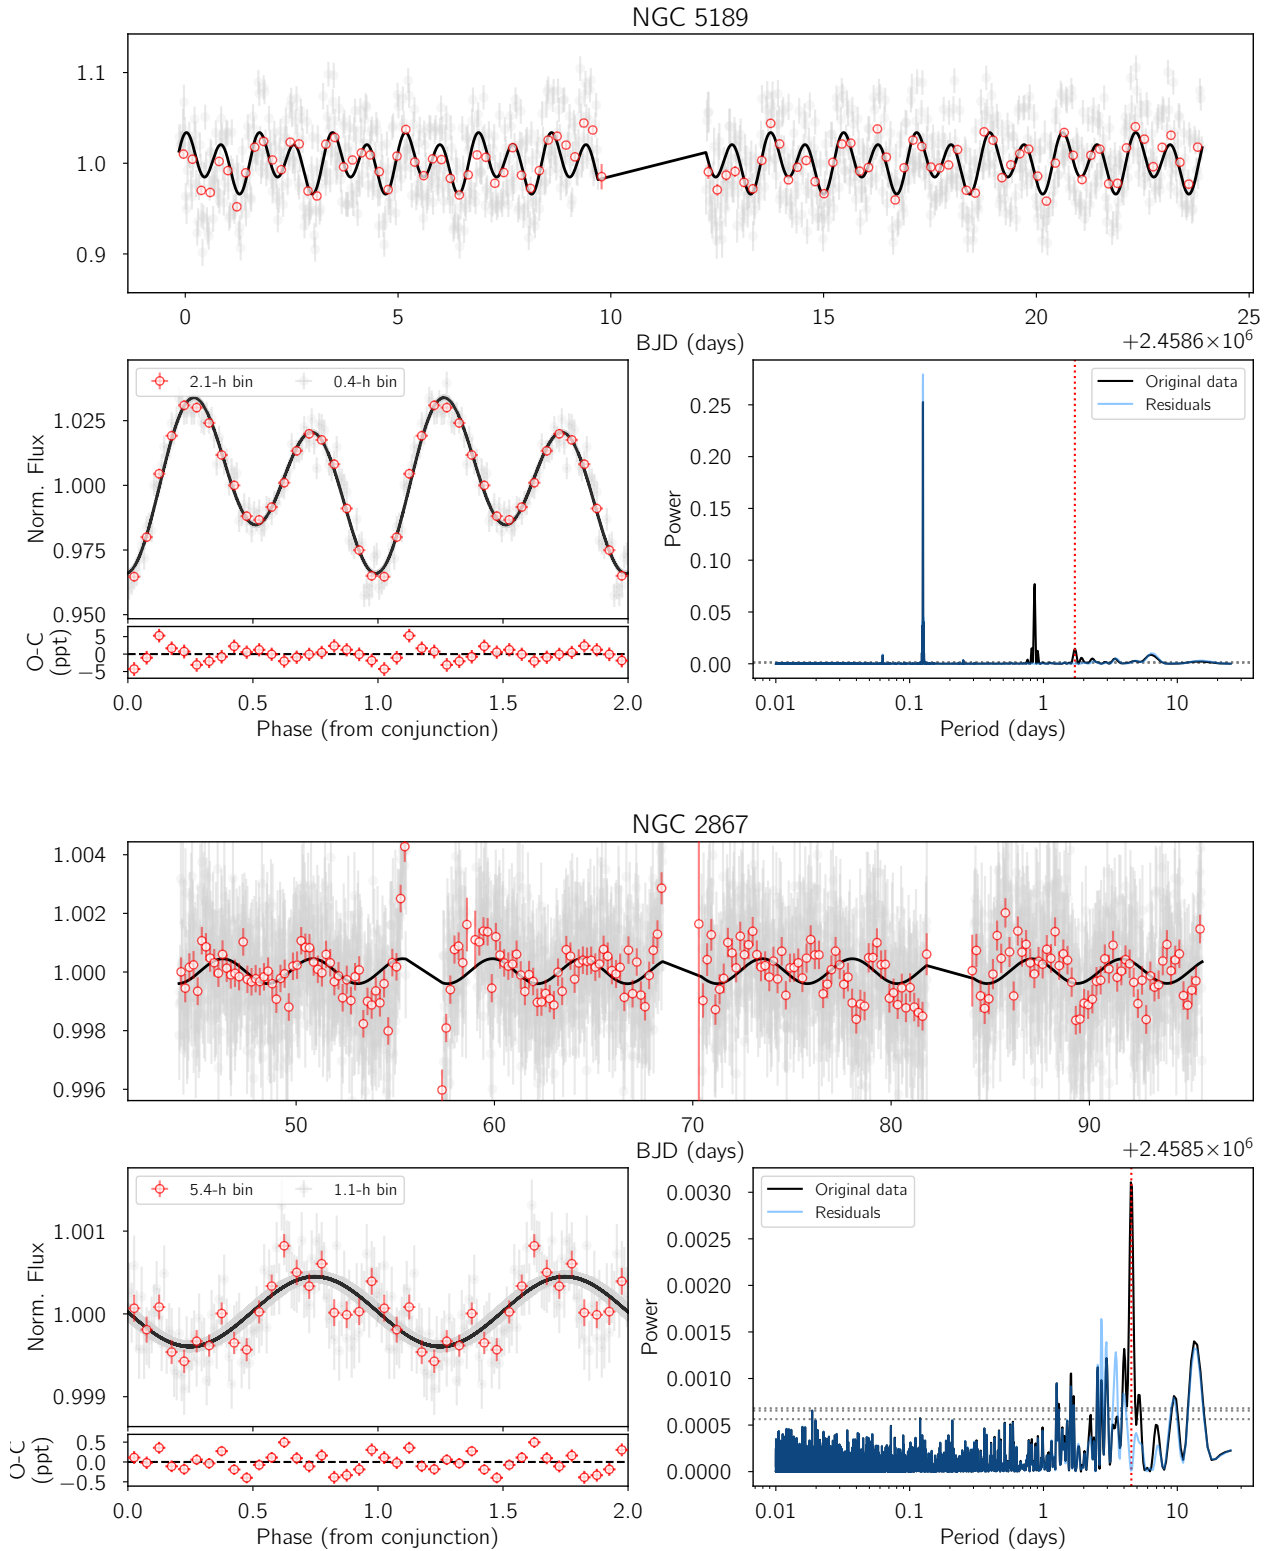 NGC 5189
1.1
1.0
0.9
0 5 10 15 20 25
BJD (days)
+2.4586×10⁶
2.1-h bin 0.4-h bin
Norm. Flux
1.025
1.000
0.975
0.950
O-C (ppt)
5
0
−5
0.0 0.5 1.0 1.5 2.0
Phase (from conjunction)
Original data
Residuals
Power
0.25
0.20
0.15
0.10
0.05
0.00
0.01 0.1 1 10
Period (days)
NGC 2867
1.004
1.002
1.000
0.998
0.996
50 60 70 80 90
BJD (days)
+2.4585×10⁶
5.4-h bin 1.1-h bin
Norm. Flux
1.001
1.000
0.999
O-C (ppt)
0.5
0.0
−0.5
0.0 0.5 1.0 1.5 2.0
Phase (from conjunction)
Original data
Residuals
Power
0.0030
0.0025
0.0020
0.0015
0.0010
0.0005
0.0000
0.01 0.1 1 10
Period (days)